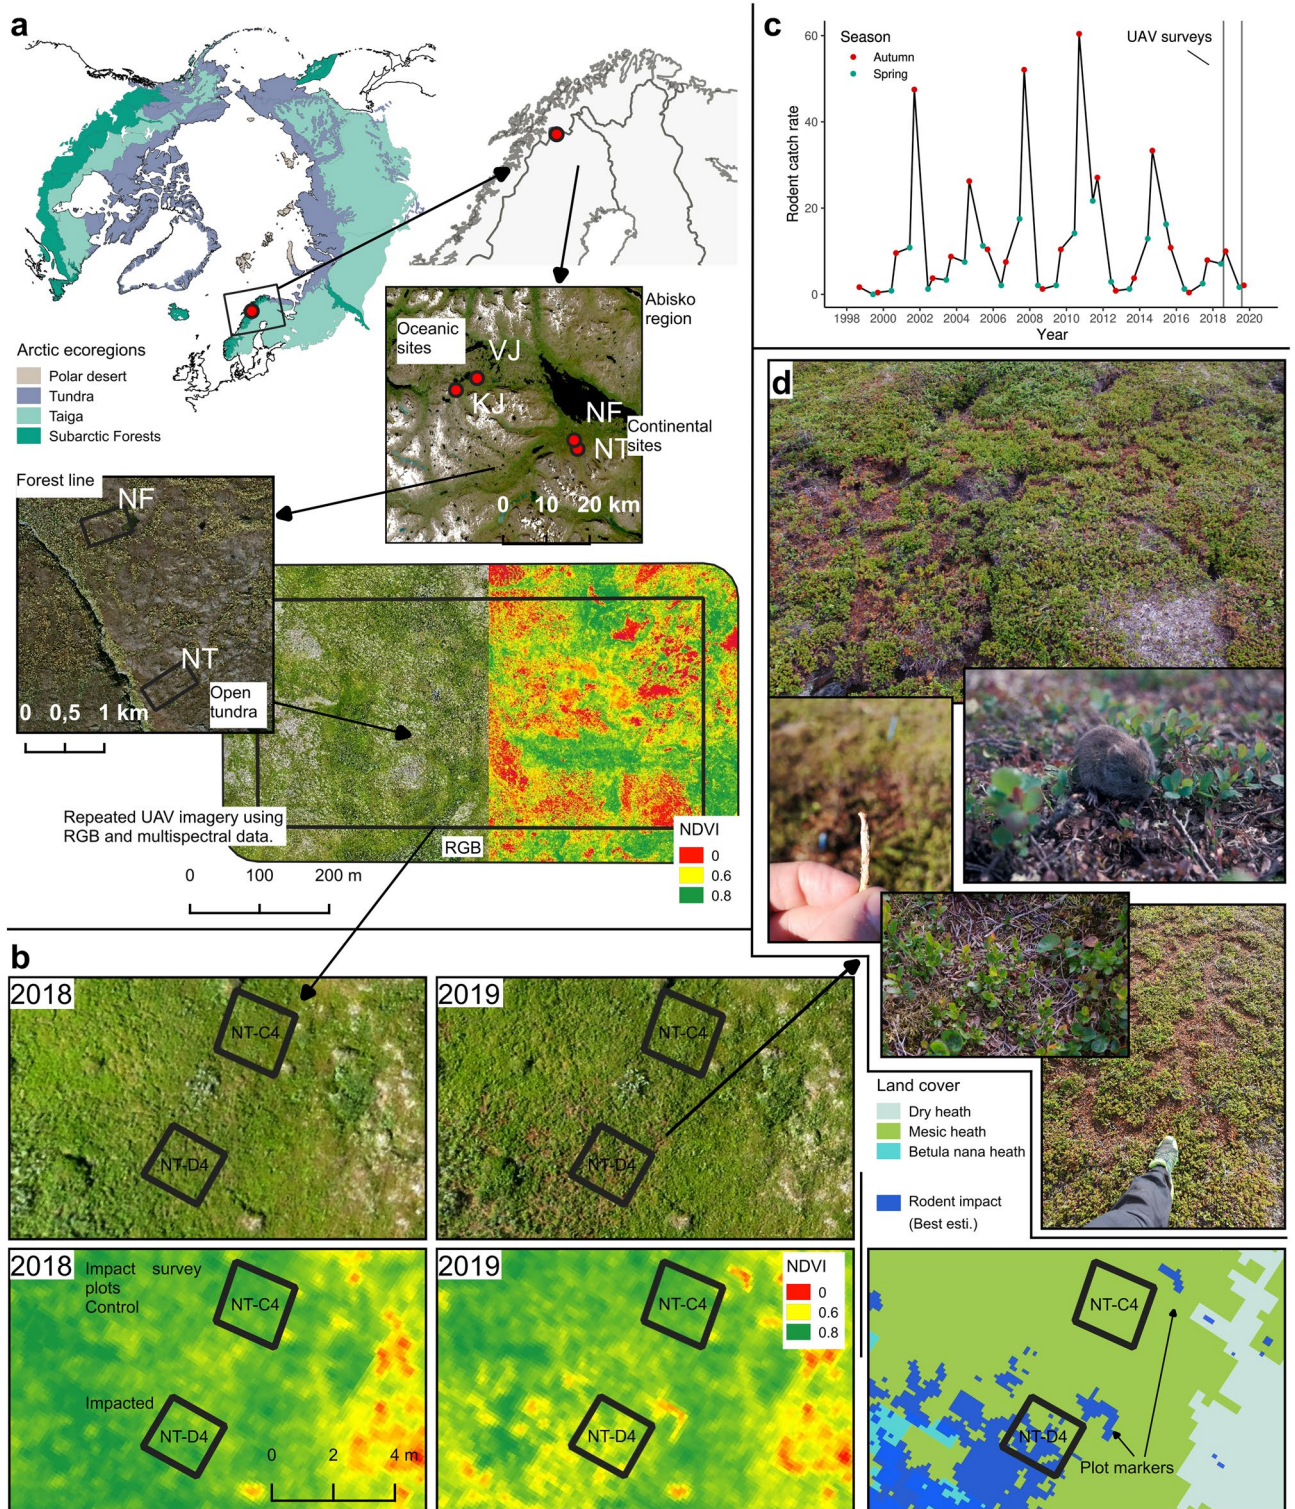 a
Arctic ecoregions
Polar desert
Tundra
Taiga
Subarctic Forests
Abisko
region
Oceanic
sites
VJ
KJ
NF
Continental
sites
NT
0 10 20 km
Forest line
NF
NT
Open
tundra
0 0,5 1 km
Repeated UAV imagery using
RGB and multispectral data.
RGB
NDVI
0
0.6
0.8
0 100 200 m
b
2018
NT-C4
NT-D4
2019
NT-C4
NT-D4
2018
Impact survey
plots
Control
NT-C4
Impacted
NT-D4
0 2 4 m
2019
NT-C4
NT-D4
NDVI
0
0.6
0.8
c
Season
Autumn
Spring
UAV surveys
Rodent catch rate
60
40
20
0
1998 2000 2002 2004 2006 2008 2010 2012 2014 2016 2018 2020
Year
d
Land cover
Dry heath
Mesic heath
Betula nana heath
Rodent impact
(Best esti.)
NT-C4
NT-D4
Plot markers